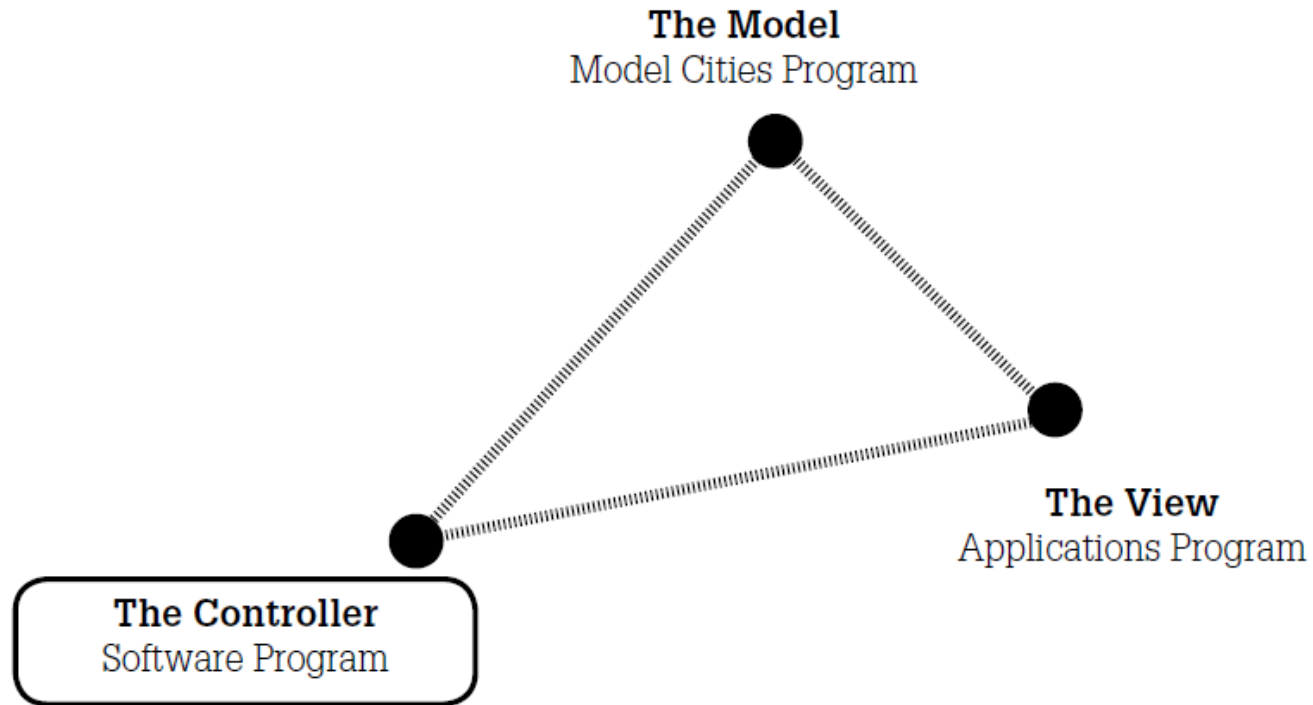 The Model
Model Cities Program
The View
Applications Program
The Controller
Software Program